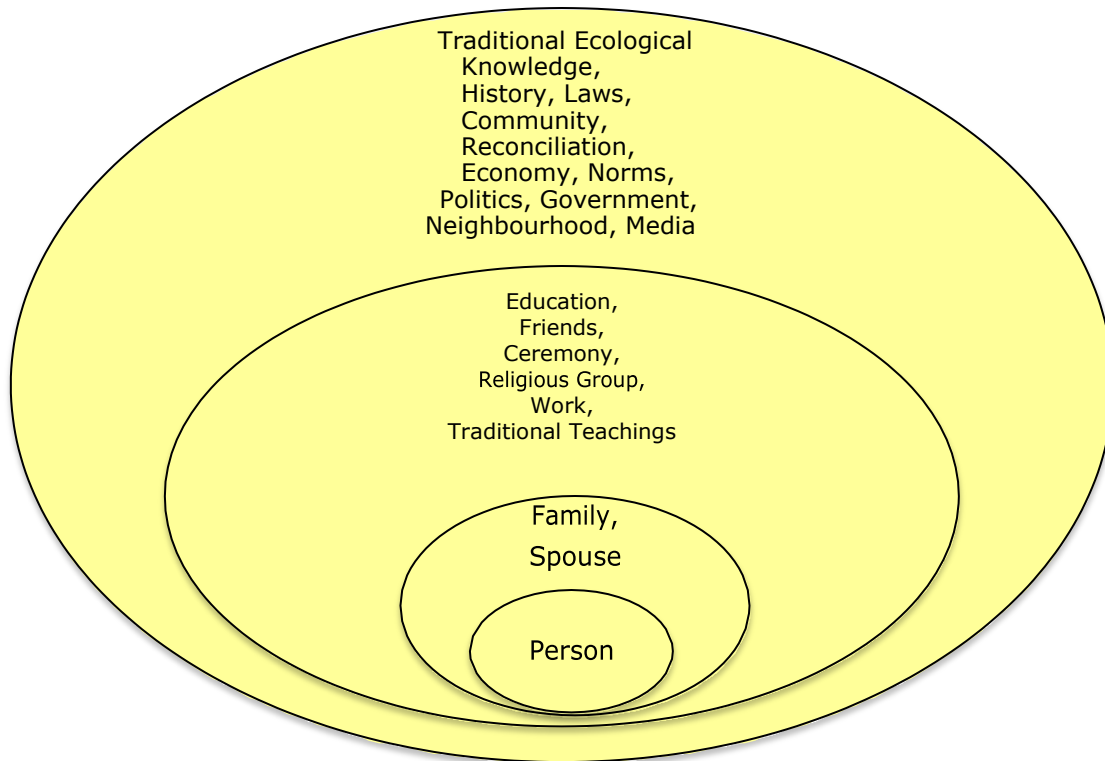 Traditional Ecological
Knowledge,
History, Laws,
Community,
Reconciliation,
Economy, Norms,
Politics, Government,
Neighbourhood, Media
Education,
Friends,
Ceremony,
Religious Group,
Work,
Traditional Teachings
Family,
Spouse
Person